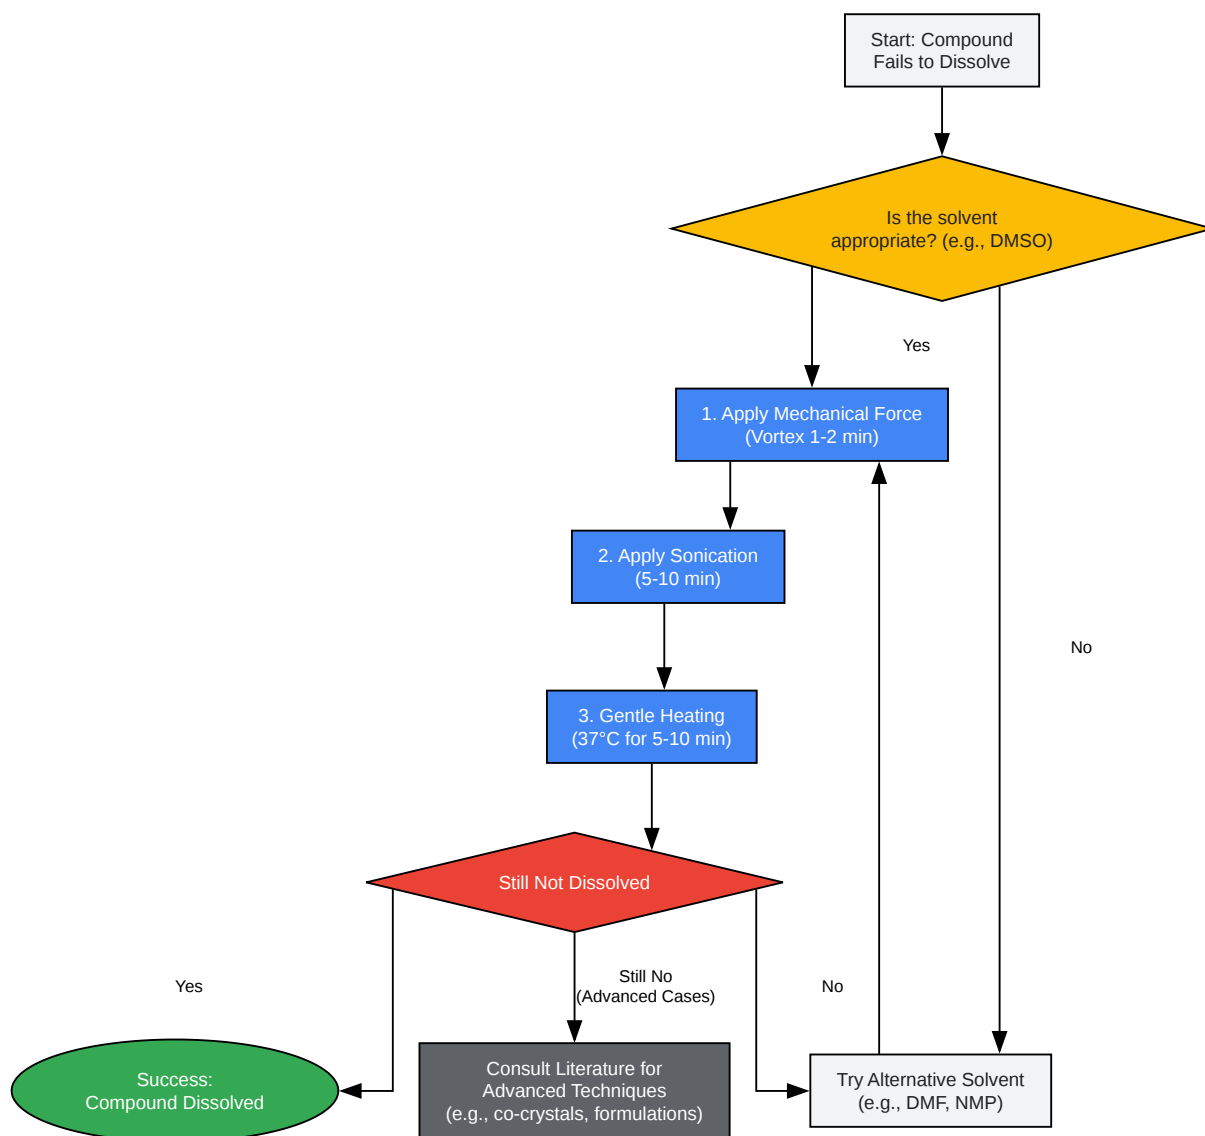 Start: Compound
Fails to Dissolve
Is the solvent
appropriate? (e.g., DMSO)
Yes
1. Apply Mechanical Force
(Vortex 1-2 min)
2. Apply Sonication
(5-10 min)
No
3. Gentle Heating
(37°C for 5-10 min)
Still Not Dissolved
Yes
Still No
(Advanced Cases)
No
Success:
Compound Dissolved
Consult Literature for
Advanced Techniques
(e.g., co-crystals, formulations)
Try Alternative Solvent
(e.g., DMF, NMP)